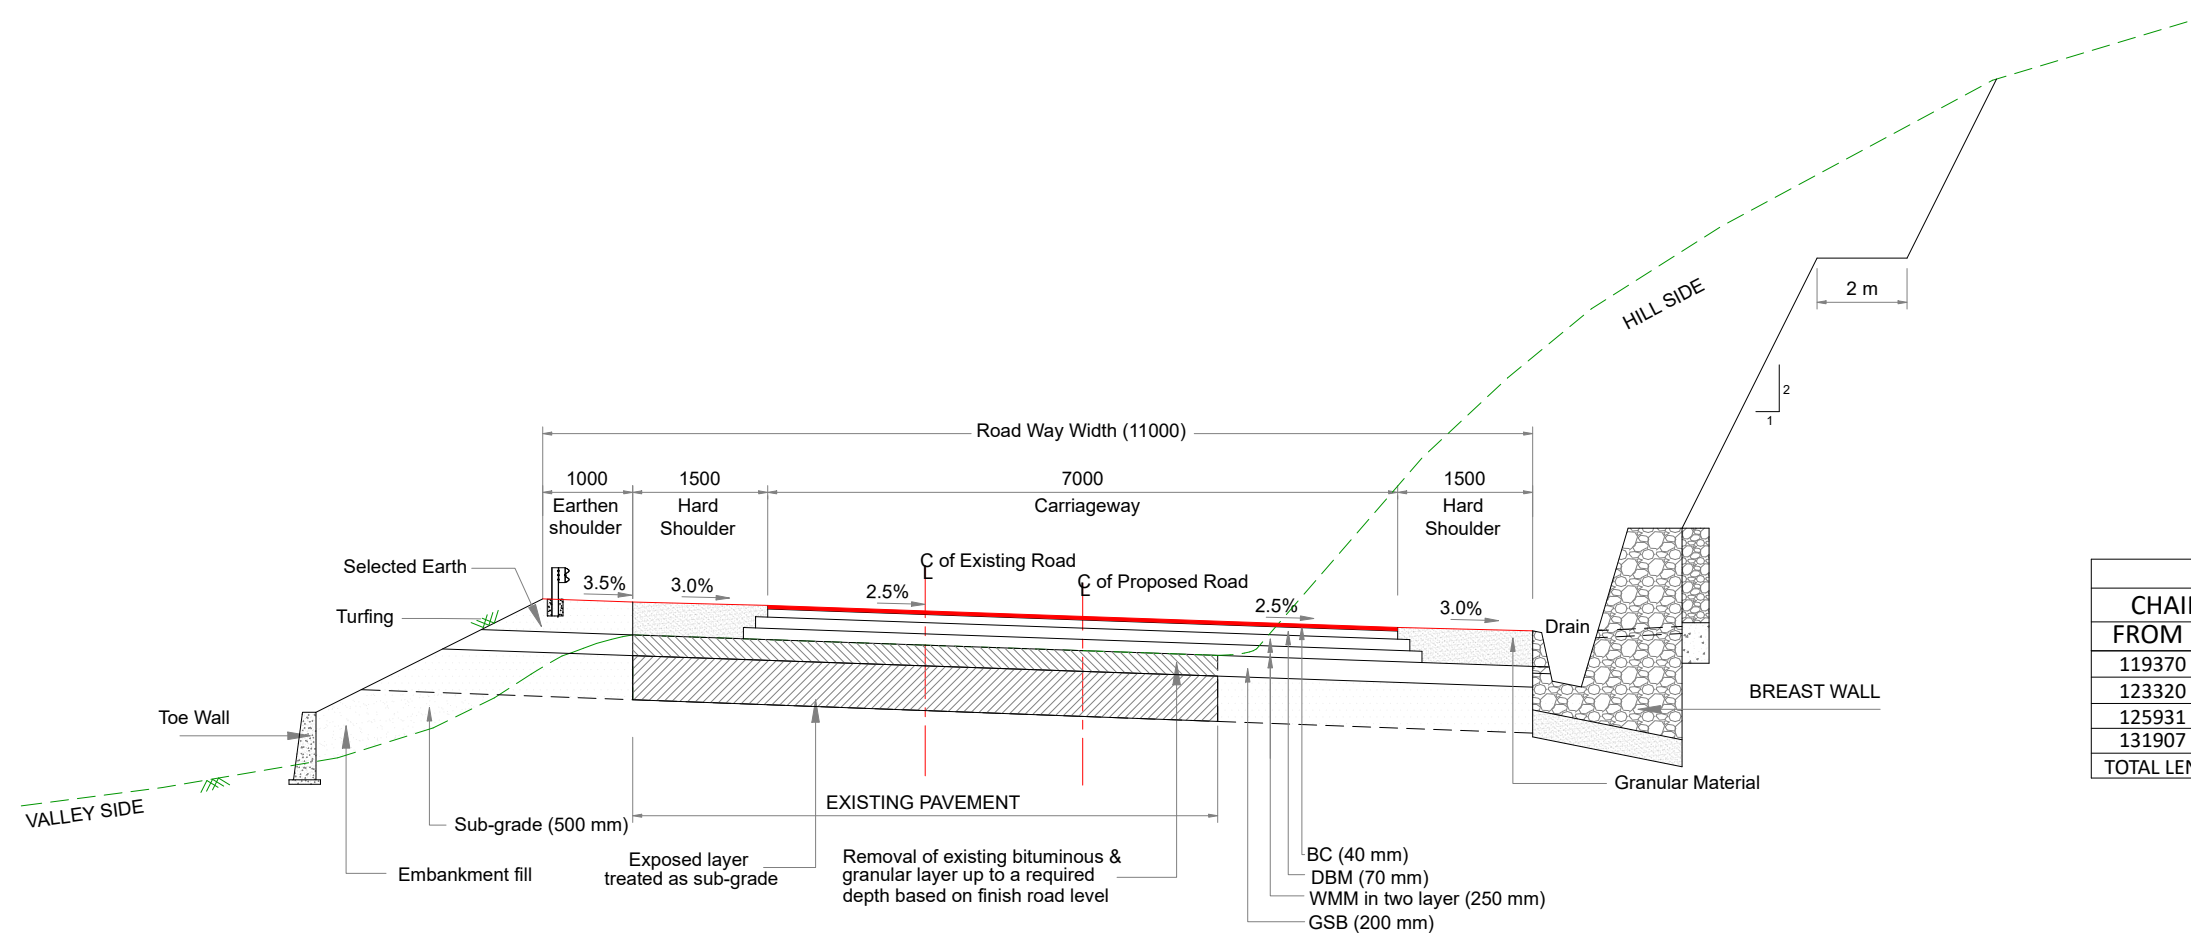 HILL SIDE
2 m
2
1
Road Way Width (11000)
1000
1500
7000
1500
Earthen
shoulder
Hard
Shoulder
Carriageway
Hard
Shoulder
Selected Earth
Turfing
3.5%
3.0%
2.5%
CL of Existing Road
CL of Proposed Road
2.5%
3.0%
Drain
BREAST WALL
Toe Wall
VALLEY SIDE
Granular Material
EXISTING PAVEMENT
Sub-grade (500 mm)
Embankment fill
Exposed layer
treated as sub-grade
Removal of existing bituminous &
granular layer up to a required
depth based on finish road level
BC (40 mm)
DBM (70 mm)
WMM in two layer (250 mm)
GSB (200 mm)
FROM
119370
123320
125931
131907
TOTAL